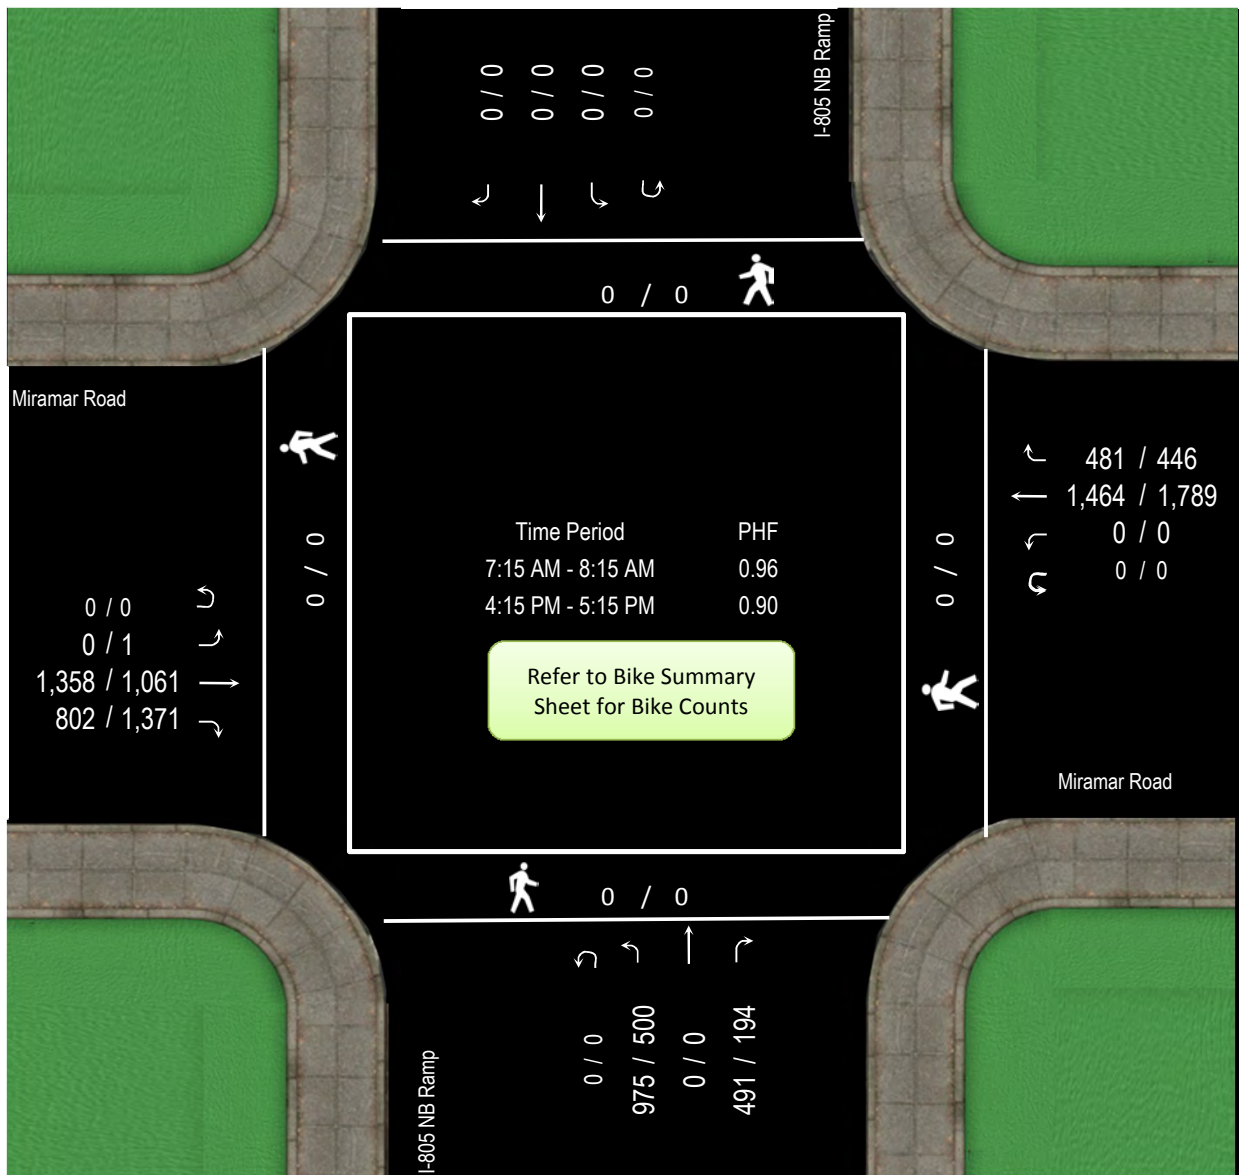 I-805 NB Ramp
0 / 0
0 / 0
0 / 0
0 / 0
0 / 0
Miramar Road
0 / 0
0 / 0
0 / 1
1,358 / 1,061
802 / 1,371
Time Period PHF
7:15 AM - 8:15 AM 0.96
4:15 PM - 5:15 PM 0.90
Refer to Bike Summary
Sheet for Bike Counts
0 / 0
481 / 446
1,464 / 1,789
0 / 0
0 / 0
Miramar Road
0 / 0
I-805 NB Ramp
0 / 0
975 / 500
0 / 0
491 / 194